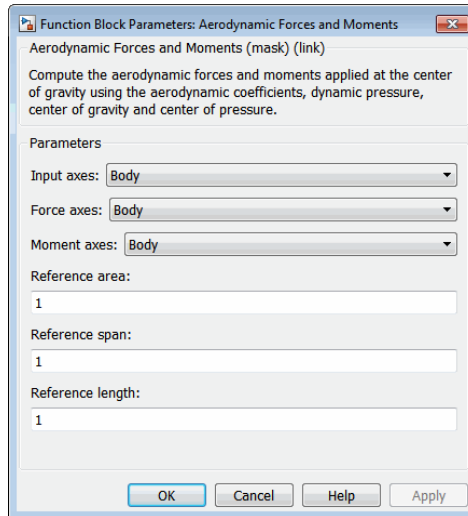 Function Block Parameters: Aerodynamic Forces and Moments
Aerodynamic Forces and Moments (mask) (link)
Compute the aerodynamic forces and moments applied at the center
of gravity using the aerodynamic coefficients, dynamic pressure,
center of gravity and center of pressure.
Parameters
Input axes: Body
Force axes: Body
Moment axes: Body
Reference area:
1
Reference span:
1
Reference length:
1
OK Cancel Help Apply